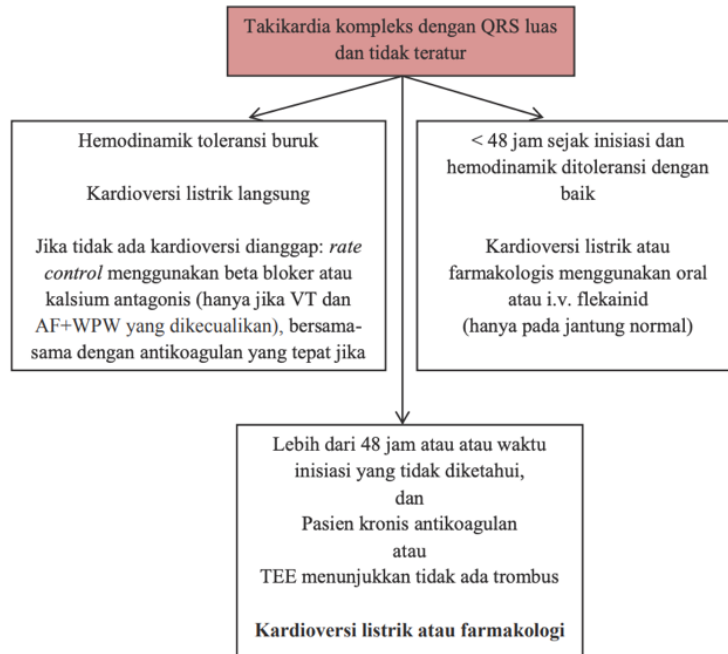 Takikardia kompleks dengan QRS luas
dan tidak teratur
Hemodinamik toleransi buruk
Kardioversi listrik langsung
Jika tidak ada kardioversi dianggap: rate
control menggunakan beta bloker atau
kalsium antagonis (hanya jika VT dan
AF+WPW yang dikecualikan), bersama-
sama dengan antikoagulan yang tepat jika
< 48 jam sejak inisiasi dan
hemodinamik ditoleransi dengan
baik
Kardioversi listrik atau
farmakologis menggunakan oral
atau i.v. flekainid
(hanya pada jantung normal)
Lebih dari 48 jam atau atau waktu
inisiasi yang tidak diketahui,
dan
Pasien kronis antikoagulan
atau
TEE menunjukkan tidak ada trombus
Kardioversi listrik atau farmakologi